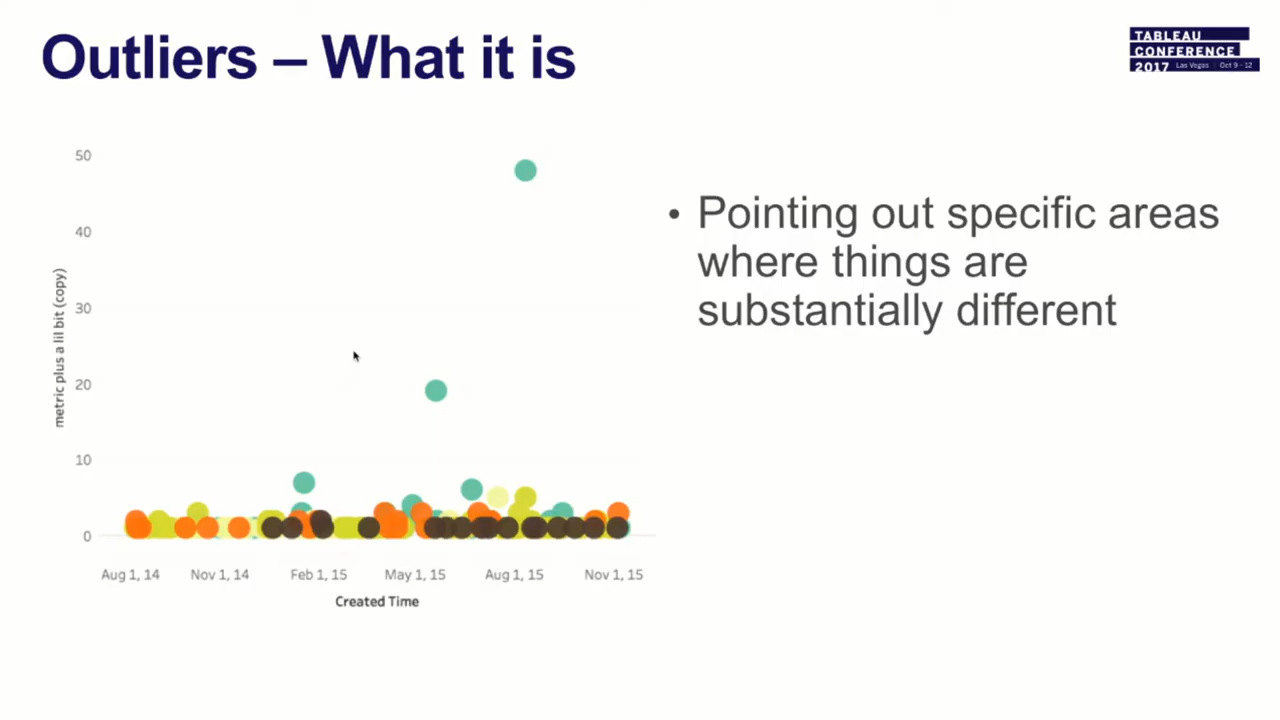 Outliers – What it is
TABLEAU
CONFERENCE
2017 Las Vegas | Oct 9 - 12
50
40
30
20
10
0
metric plus a lil bit (copy)
Aug 1, 14 Nov 1, 14 Feb 1, 15 May 1, 15 Aug 1, 15 Nov 1, 15
Created Time
• Pointing out specific areas
where things are
substantially different